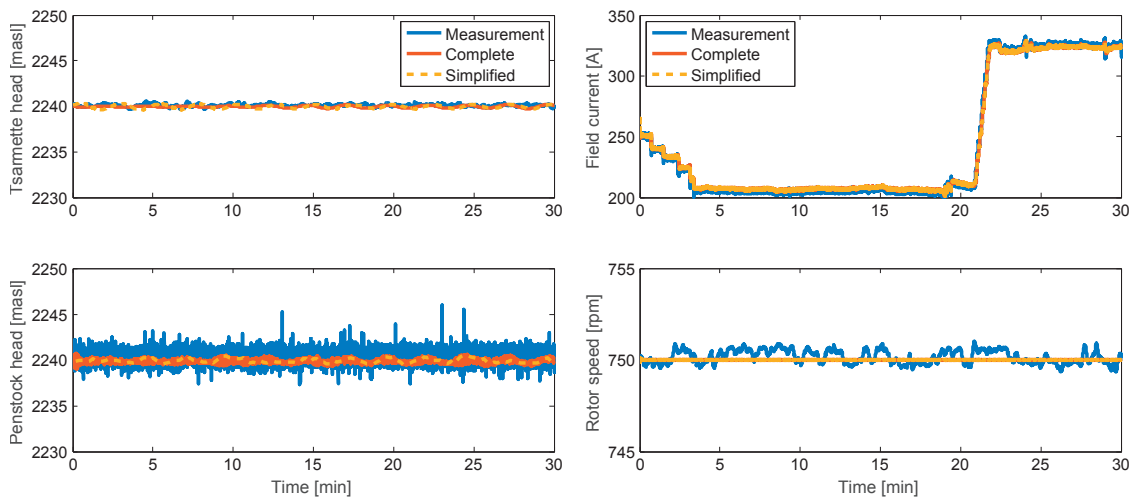 2250
2245
2240
2235
2230
Tsarmette head [masl]
Measurement
Complete
Simplified
0 5 10 15 20 25 30
350
300
250
200
Field current [A]
Measurement
Complete
Simplified
0 5 10 15 20 25 30
2250
2245
2240
2235
2230
Penstock head [masl]
0 5 10 15 20 25 30
Time [min]
755
750
745
Rotor speed [rpm]
0 5 10 15 20 25 30
Time [min]